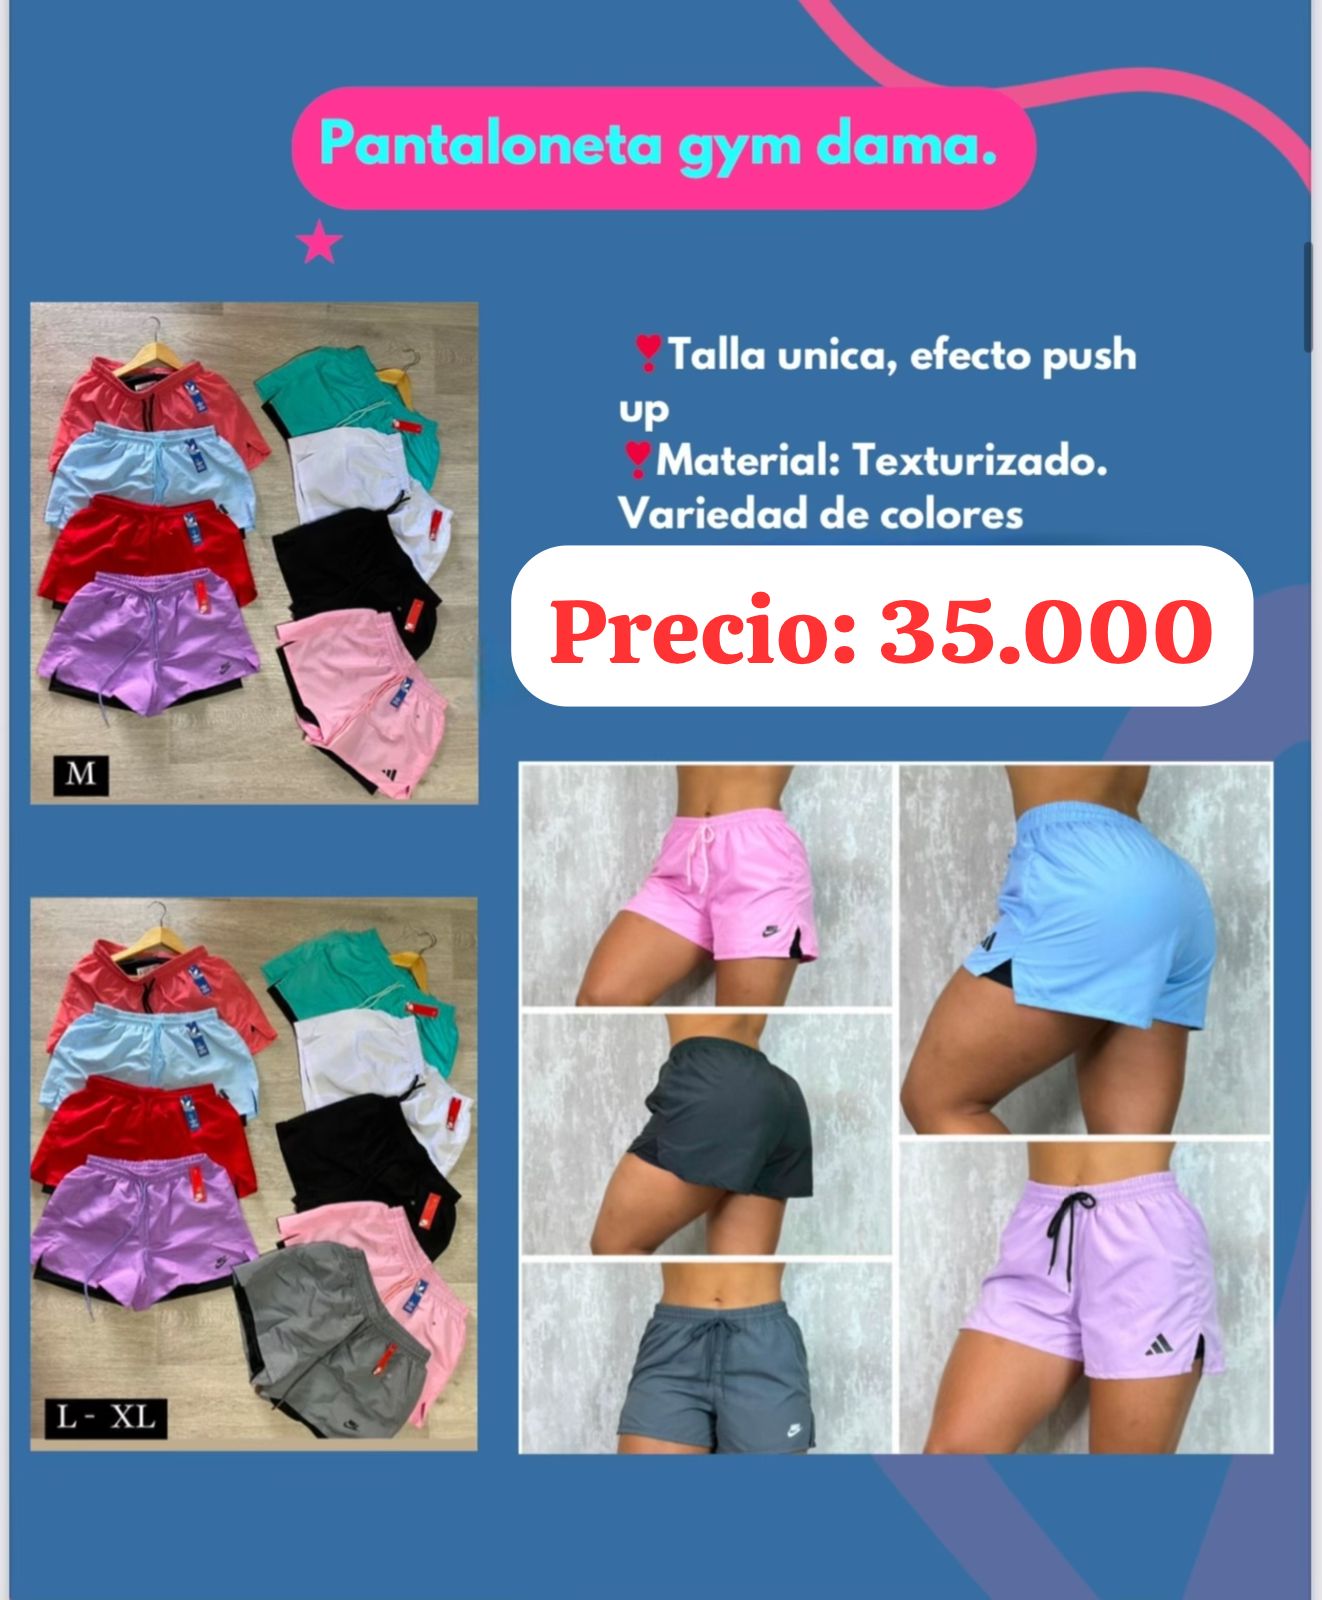 Pantaloneta gym dama.
Talla unica, efecto push
up
Material: Texturizado.
Variedad de colores
Precio: 35.000
M
L - XL